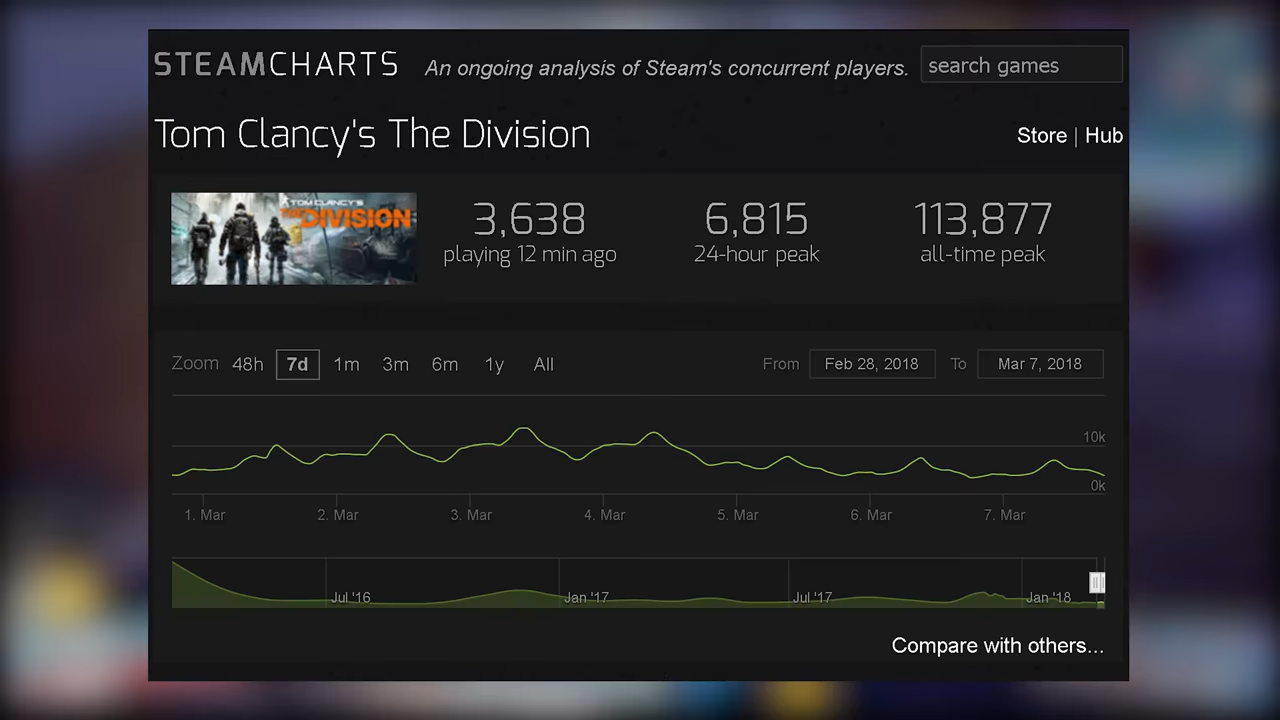 STEAMCHARTS An ongoing analysis of Steam's concurrent players. search games
Tom Clancy's The Division Store | Hub
TOM CLANCY'S
THE DIVISION
3,638 6,815 113,877
playing 12 min ago 24-hour peak all-time peak
Zoom 48h 7d 1m 3m 6m 1y All From Feb 28, 2018 To Mar 7, 2018
10k
0k
1. Mar 2. Mar 3. Mar 4. Mar 5. Mar 6. Mar 7. Mar
Jul '16 Jan '17 Jul '17 Jan '18
Compare with others...